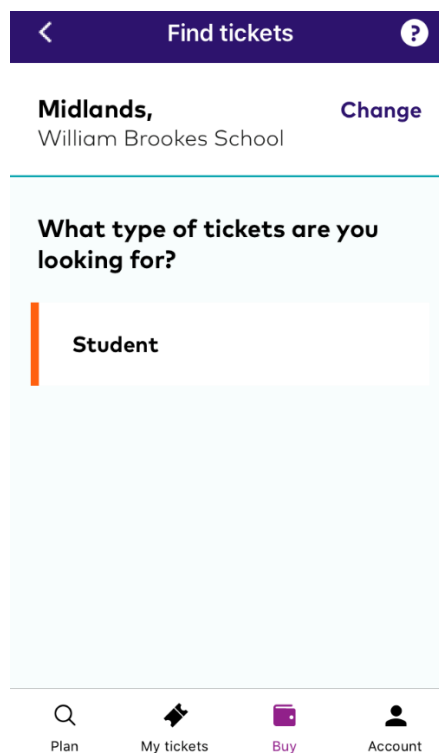 Find tickets
?
Midlands,
Change
William Brookes School
What type of tickets are you
looking for?
Student
Plan
My tickets
Buy
Account